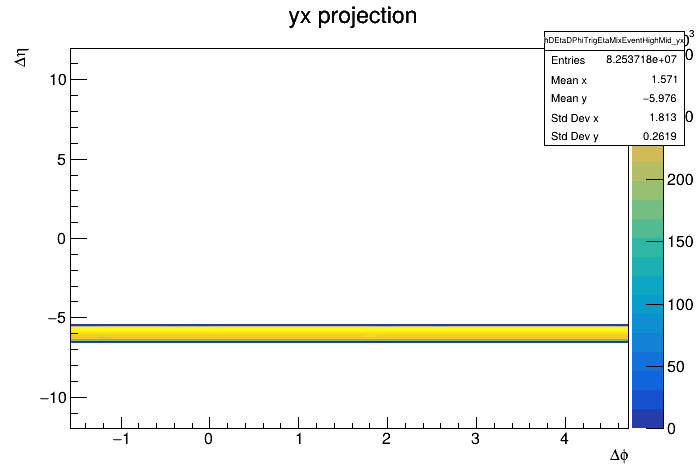 yx projection
Δη
hDEtaDPhiTrigEtaMixEventHighMid_yx
Entries 8.253718e+07
Mean x 1.571
Mean y −5.976
Std Dev x 1.813
Std Dev y 0.2619
10
5
0
−5
−10
−1 0 1 2 3 4
Δϕ
200
150
100
50
0